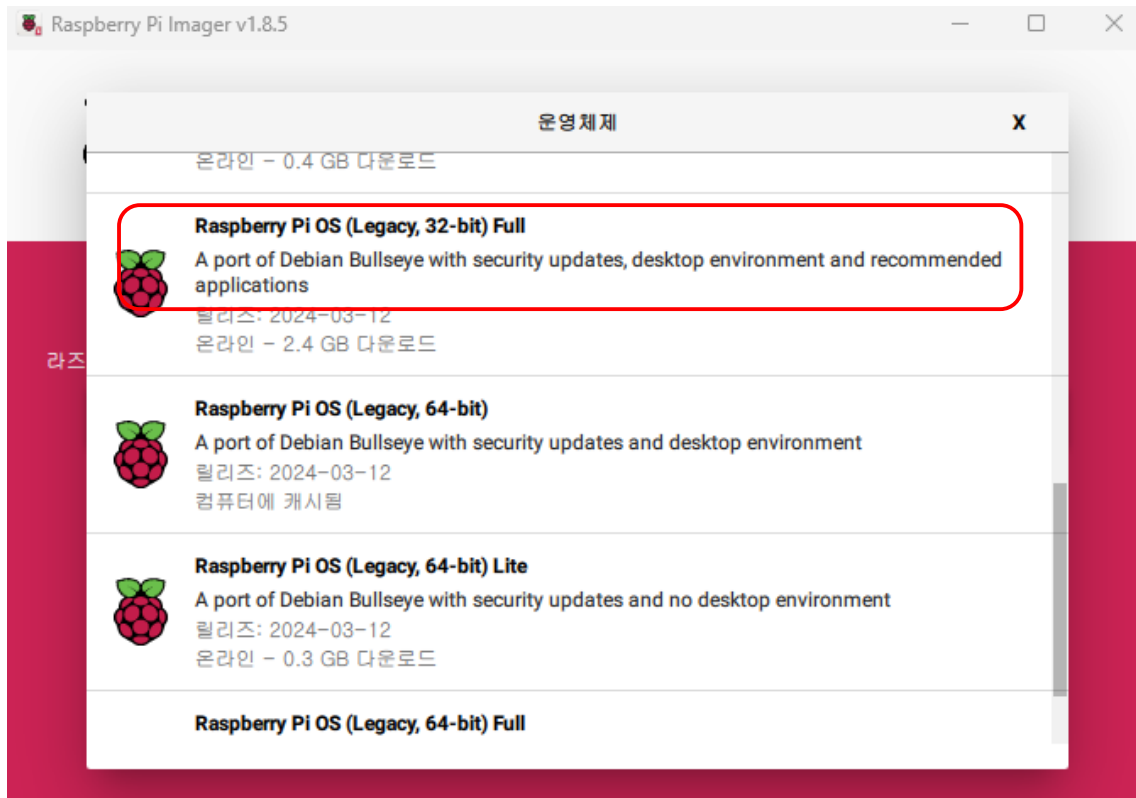 Raspberry Pi Imager v1.8.5
운영체제
X
온라인 - 0.4 GB 다운로드
Raspberry Pi OS (Legacy, 32-bit) Full
A port of Debian Bullseye with security updates, desktop environment and recommended
applications
릴리즈: 2024-03-12
온라인 - 2.4 GB 다운로드
라즈
Raspberry Pi OS (Legacy, 64-bit)
A port of Debian Bullseye with security updates and desktop environment
릴리즈: 2024-03-12
컴퓨터에 캐시됨
Raspberry Pi OS (Legacy, 64-bit) Lite
A port of Debian Bullseye with security updates and no desktop environment
릴리즈: 2024-03-12
온라인 - 0.3 GB 다운로드
Raspberry Pi OS (Legacy, 64-bit) Full